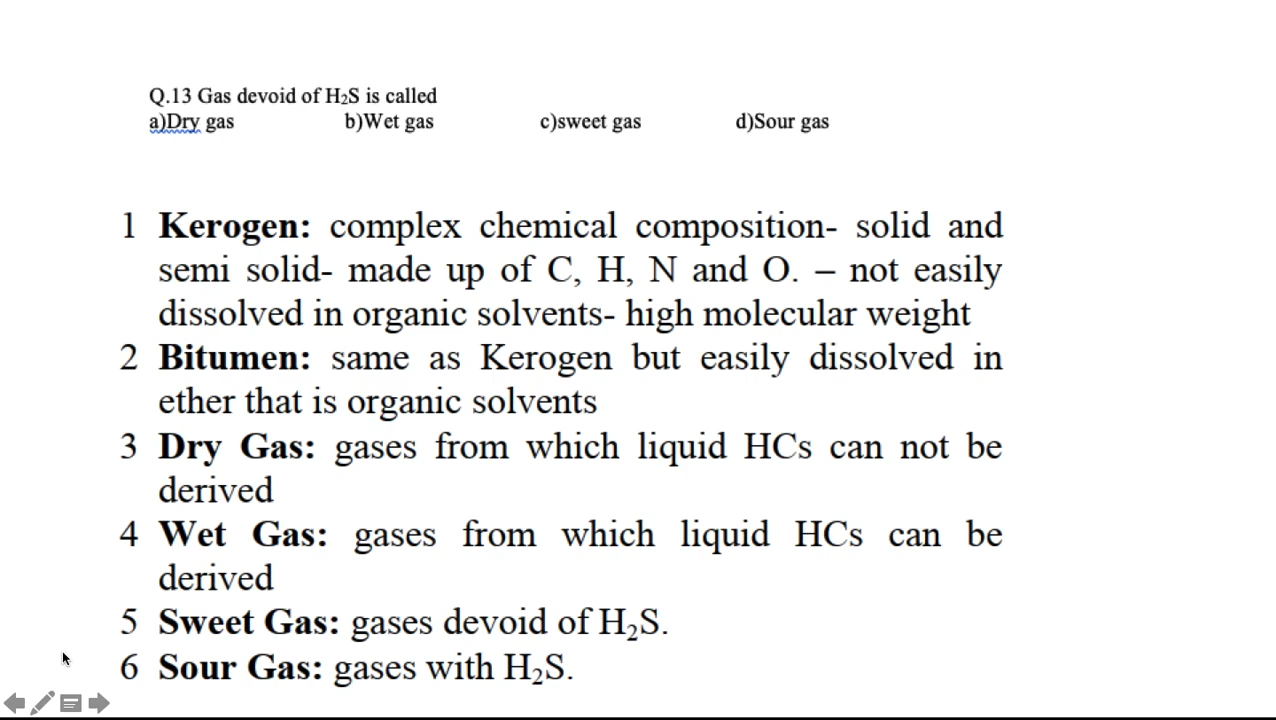 Q.13 Gas devoid of H₂S is called
a)Dry gas b)Wet gas c)sweet gas d)Sour gas
1 Kerogen: complex chemical composition- solid and
semi solid- made up of C, H, N and O. – not easily
dissolved in organic solvents- high molecular weight
2 Bitumen: same as Kerogen but easily dissolved in
ether that is organic solvents
3 Dry Gas: gases from which liquid HCs can not be
derived
4 Wet Gas: gases from which liquid HCs can be
derived
5 Sweet Gas: gases devoid of H₂S.
6 Sour Gas: gases with H₂S.